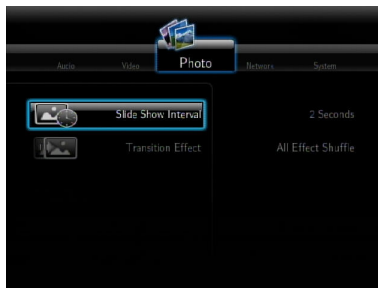 Audio Video Photo Network System
Slide Show Interval 2 Seconds
Transition Effect All Effect Shuffle